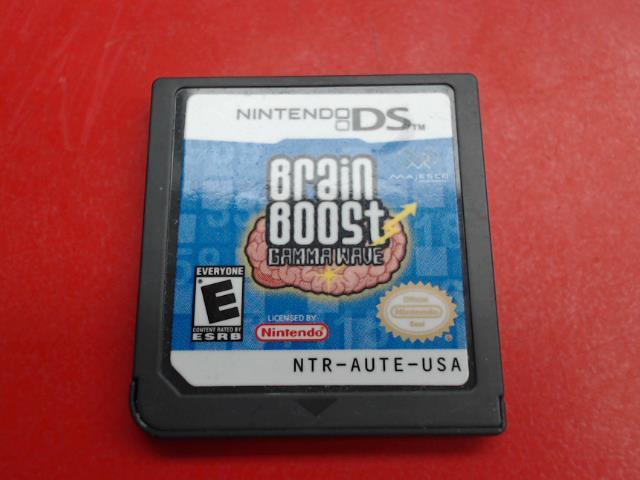 NINTENDO DS™
Brain
Boost
GAMMA WAVE
MAJESCO
EVERYONE
E
CONTENT RATED BY
ESRB
LICENSED BY
Nintendo
Official
Nintendo
Seal
®
NTR-AUTE-USA